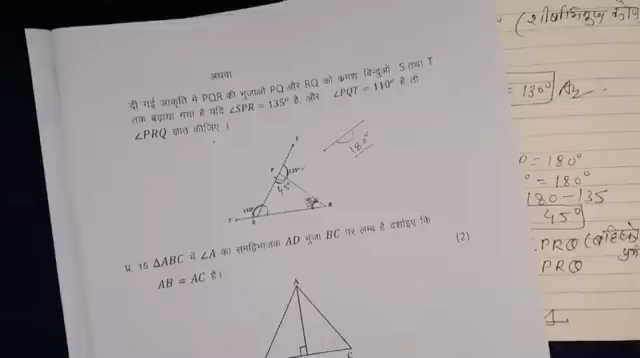 अथवा
दी गई आकृति में PQR की भुजाओं PQ और RQ को क्रमश बिन्दुओं S तथा T
तक बढ़ाया गया है यदि ∠SPR = 135° है. और ∠PQT = 110° है तो
∠PRQ ज्ञात कीजिए ।
S
P
135°
45°
180°
110°
T
Q
R
प्र. 15 ΔABC में ∠A का समद्विभाजक AD भुजा BC पर लम्ब है दर्शाइए कि
AB = AC है।
(2)
A
C
(शीर्षाभिमुख कोण
= 135°
= 180°
° = 180°
180 - 135
45°
PRQ
PRQ